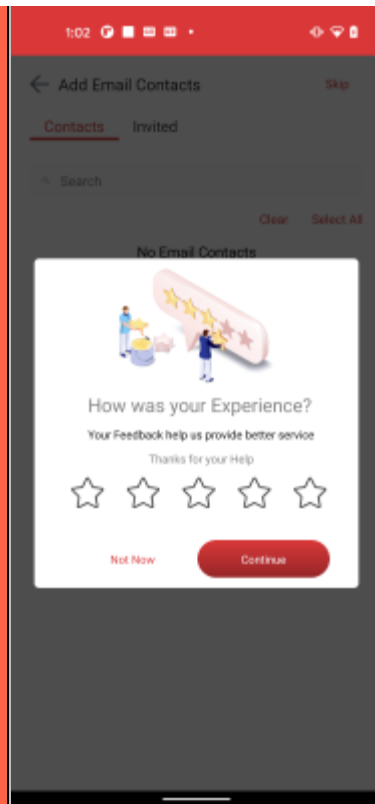 1:02
Add Email Contacts
Skip
Contacts Invited
Search
Clear Select All
No Email Contacts
How was your Experience?
Your Feedback help us provide better service
Thanks for your Help
Not Now Continue